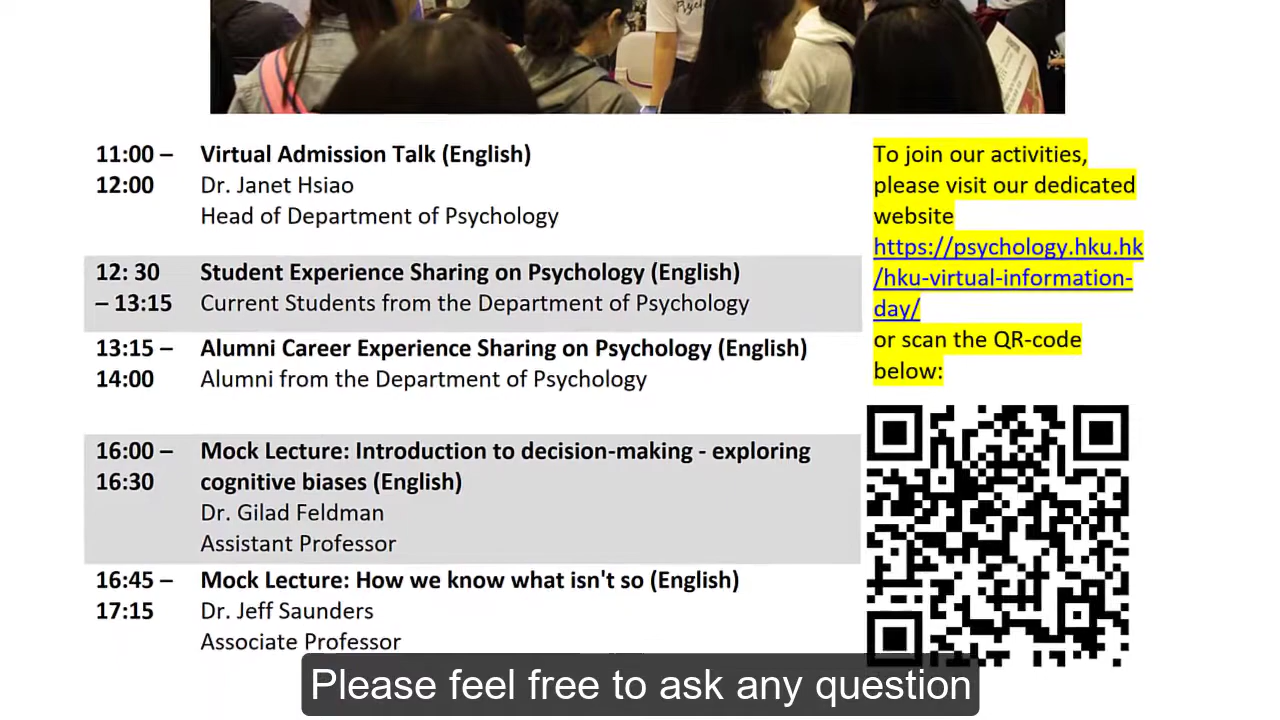 11:00 – Virtual Admission Talk (English)
12:00 Dr. Janet Hsiao
Head of Department of Psychology
12: 30 Student Experience Sharing on Psychology (English)
– 13:15 Current Students from the Department of Psychology
13:15 – Alumni Career Experience Sharing on Psychology (English)
14:00 Alumni from the Department of Psychology
16:00 – Mock Lecture: Introduction to decision-making - exploring
16:30 cognitive biases (English)
Dr. Gilad Feldman
Assistant Professor
16:45 – Mock Lecture: How we know what isn't so (English)
17:15 Dr. Jeff Saunders
Associate Professor
To join our activities,
please visit our dedicated
website
https://psychology.hku.hk
/hku-virtual-information-
day/
or scan the QR-code
below:
Please feel free to ask any question